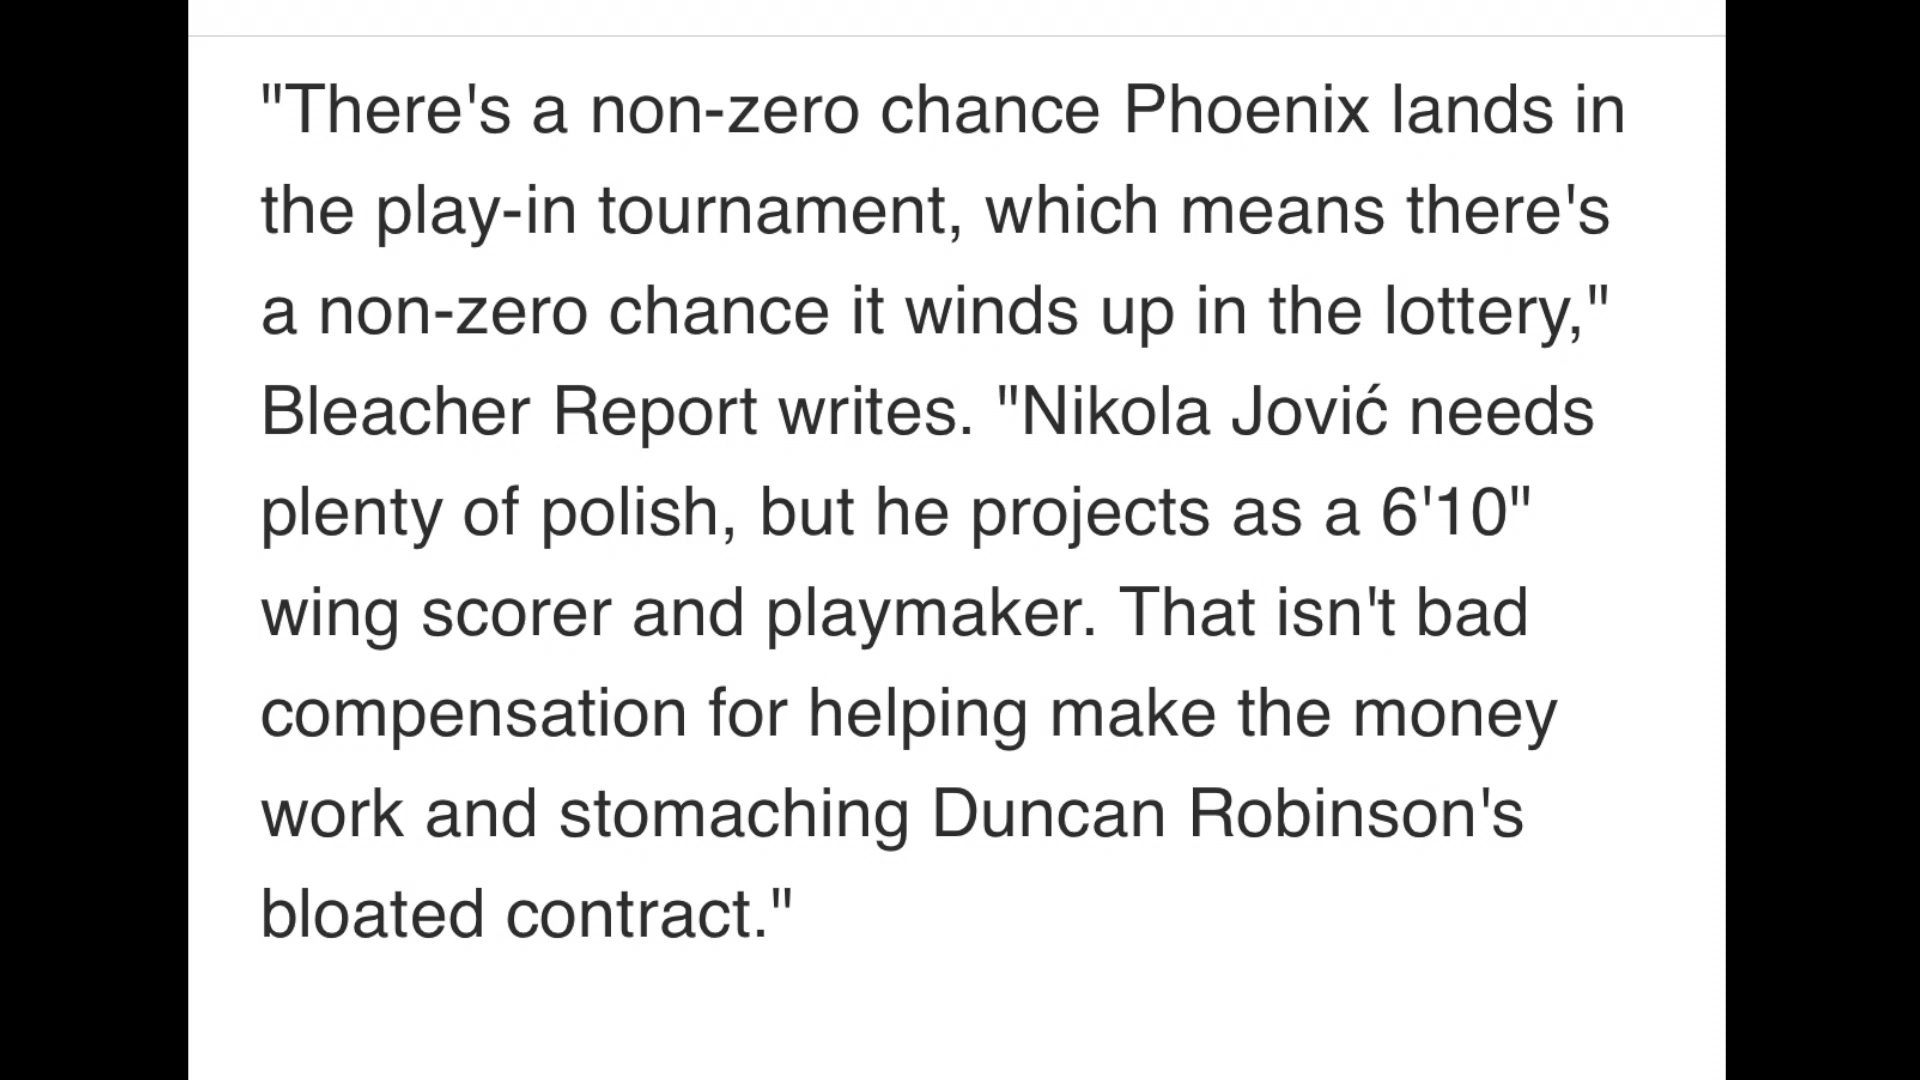 "There's a non-zero chance Phoenix lands in
the play-in tournament, which means there's
a non-zero chance it winds up in the lottery,"
Bleacher Report writes. "Nikola Jović needs
plenty of polish, but he projects as a 6'10"
wing scorer and playmaker. That isn't bad
compensation for helping make the money
work and stomaching Duncan Robinson's
bloated contract."